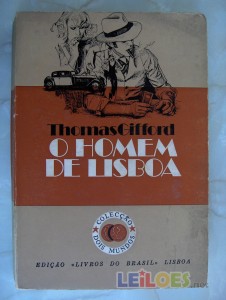 Thomas Gifford
O HOMEM
DE LISBOA
COLECÇÃO
DOIS MUNDOS
EDIÇÃO «LIVROS DO BRASIL» LISBOA
LEiLOES.net